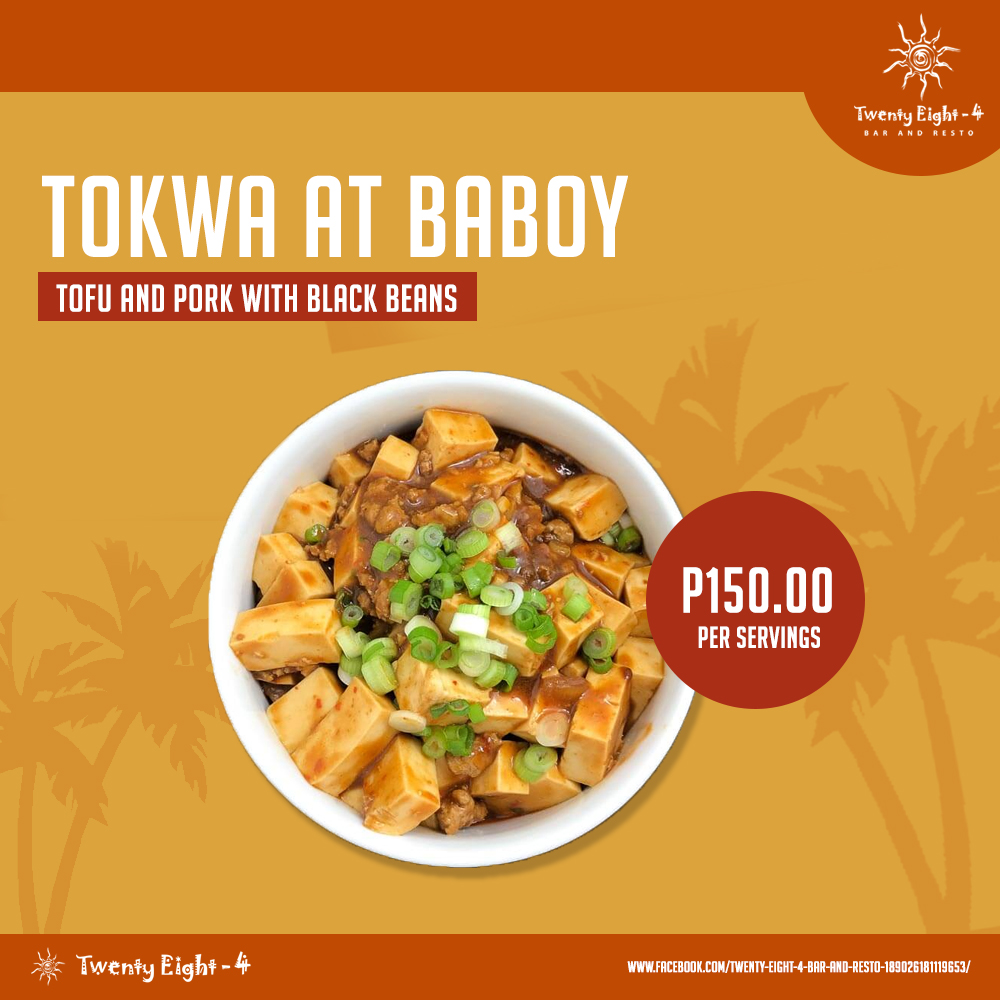 Twenty Eight - 4
BAR AND RESTO
TOKWA AT BABOY
TOFU AND PORK WITH BLACK BEANS
P150.00
PER SERVINGS
Twenty Eight - 4
WWW.FACEBOOK.COM/TWENTY-EIGHT-4-BAR-AND-RESTO-189026181119653/